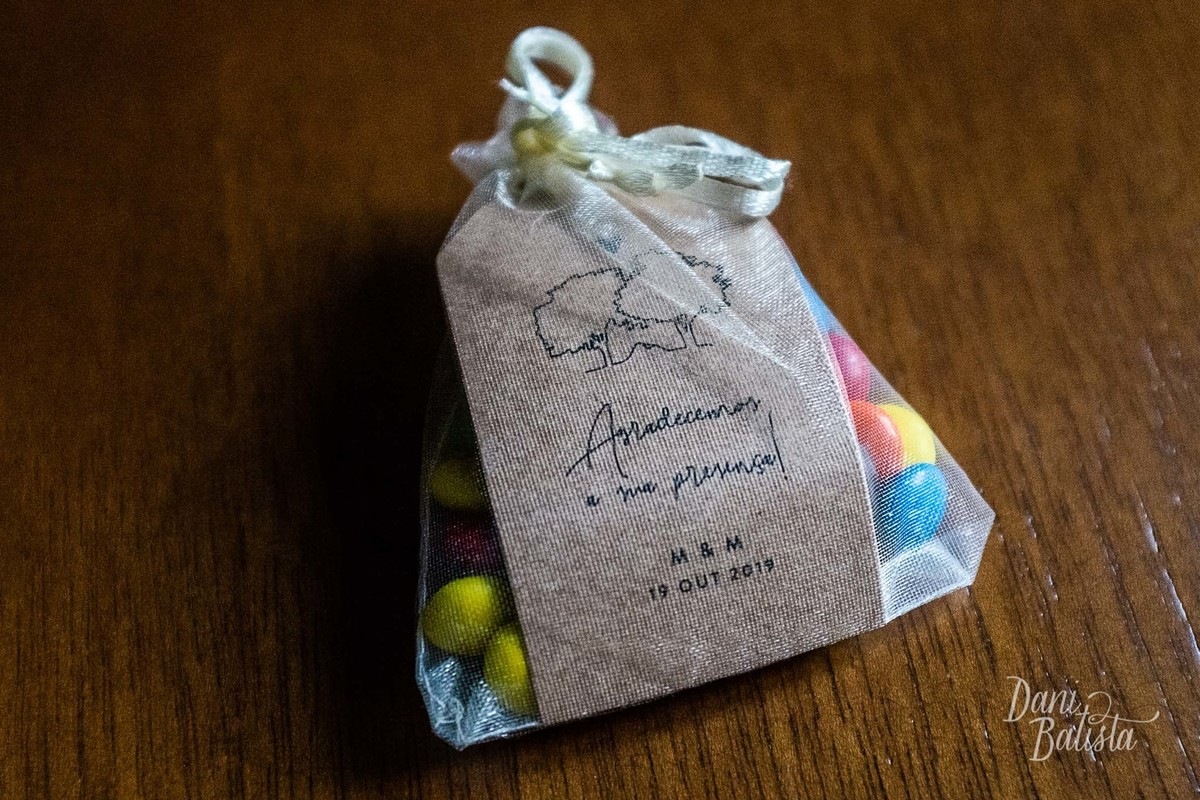 Agradecemos
a sua presença!
M & M
19 OUT 2019
Dani
Batista